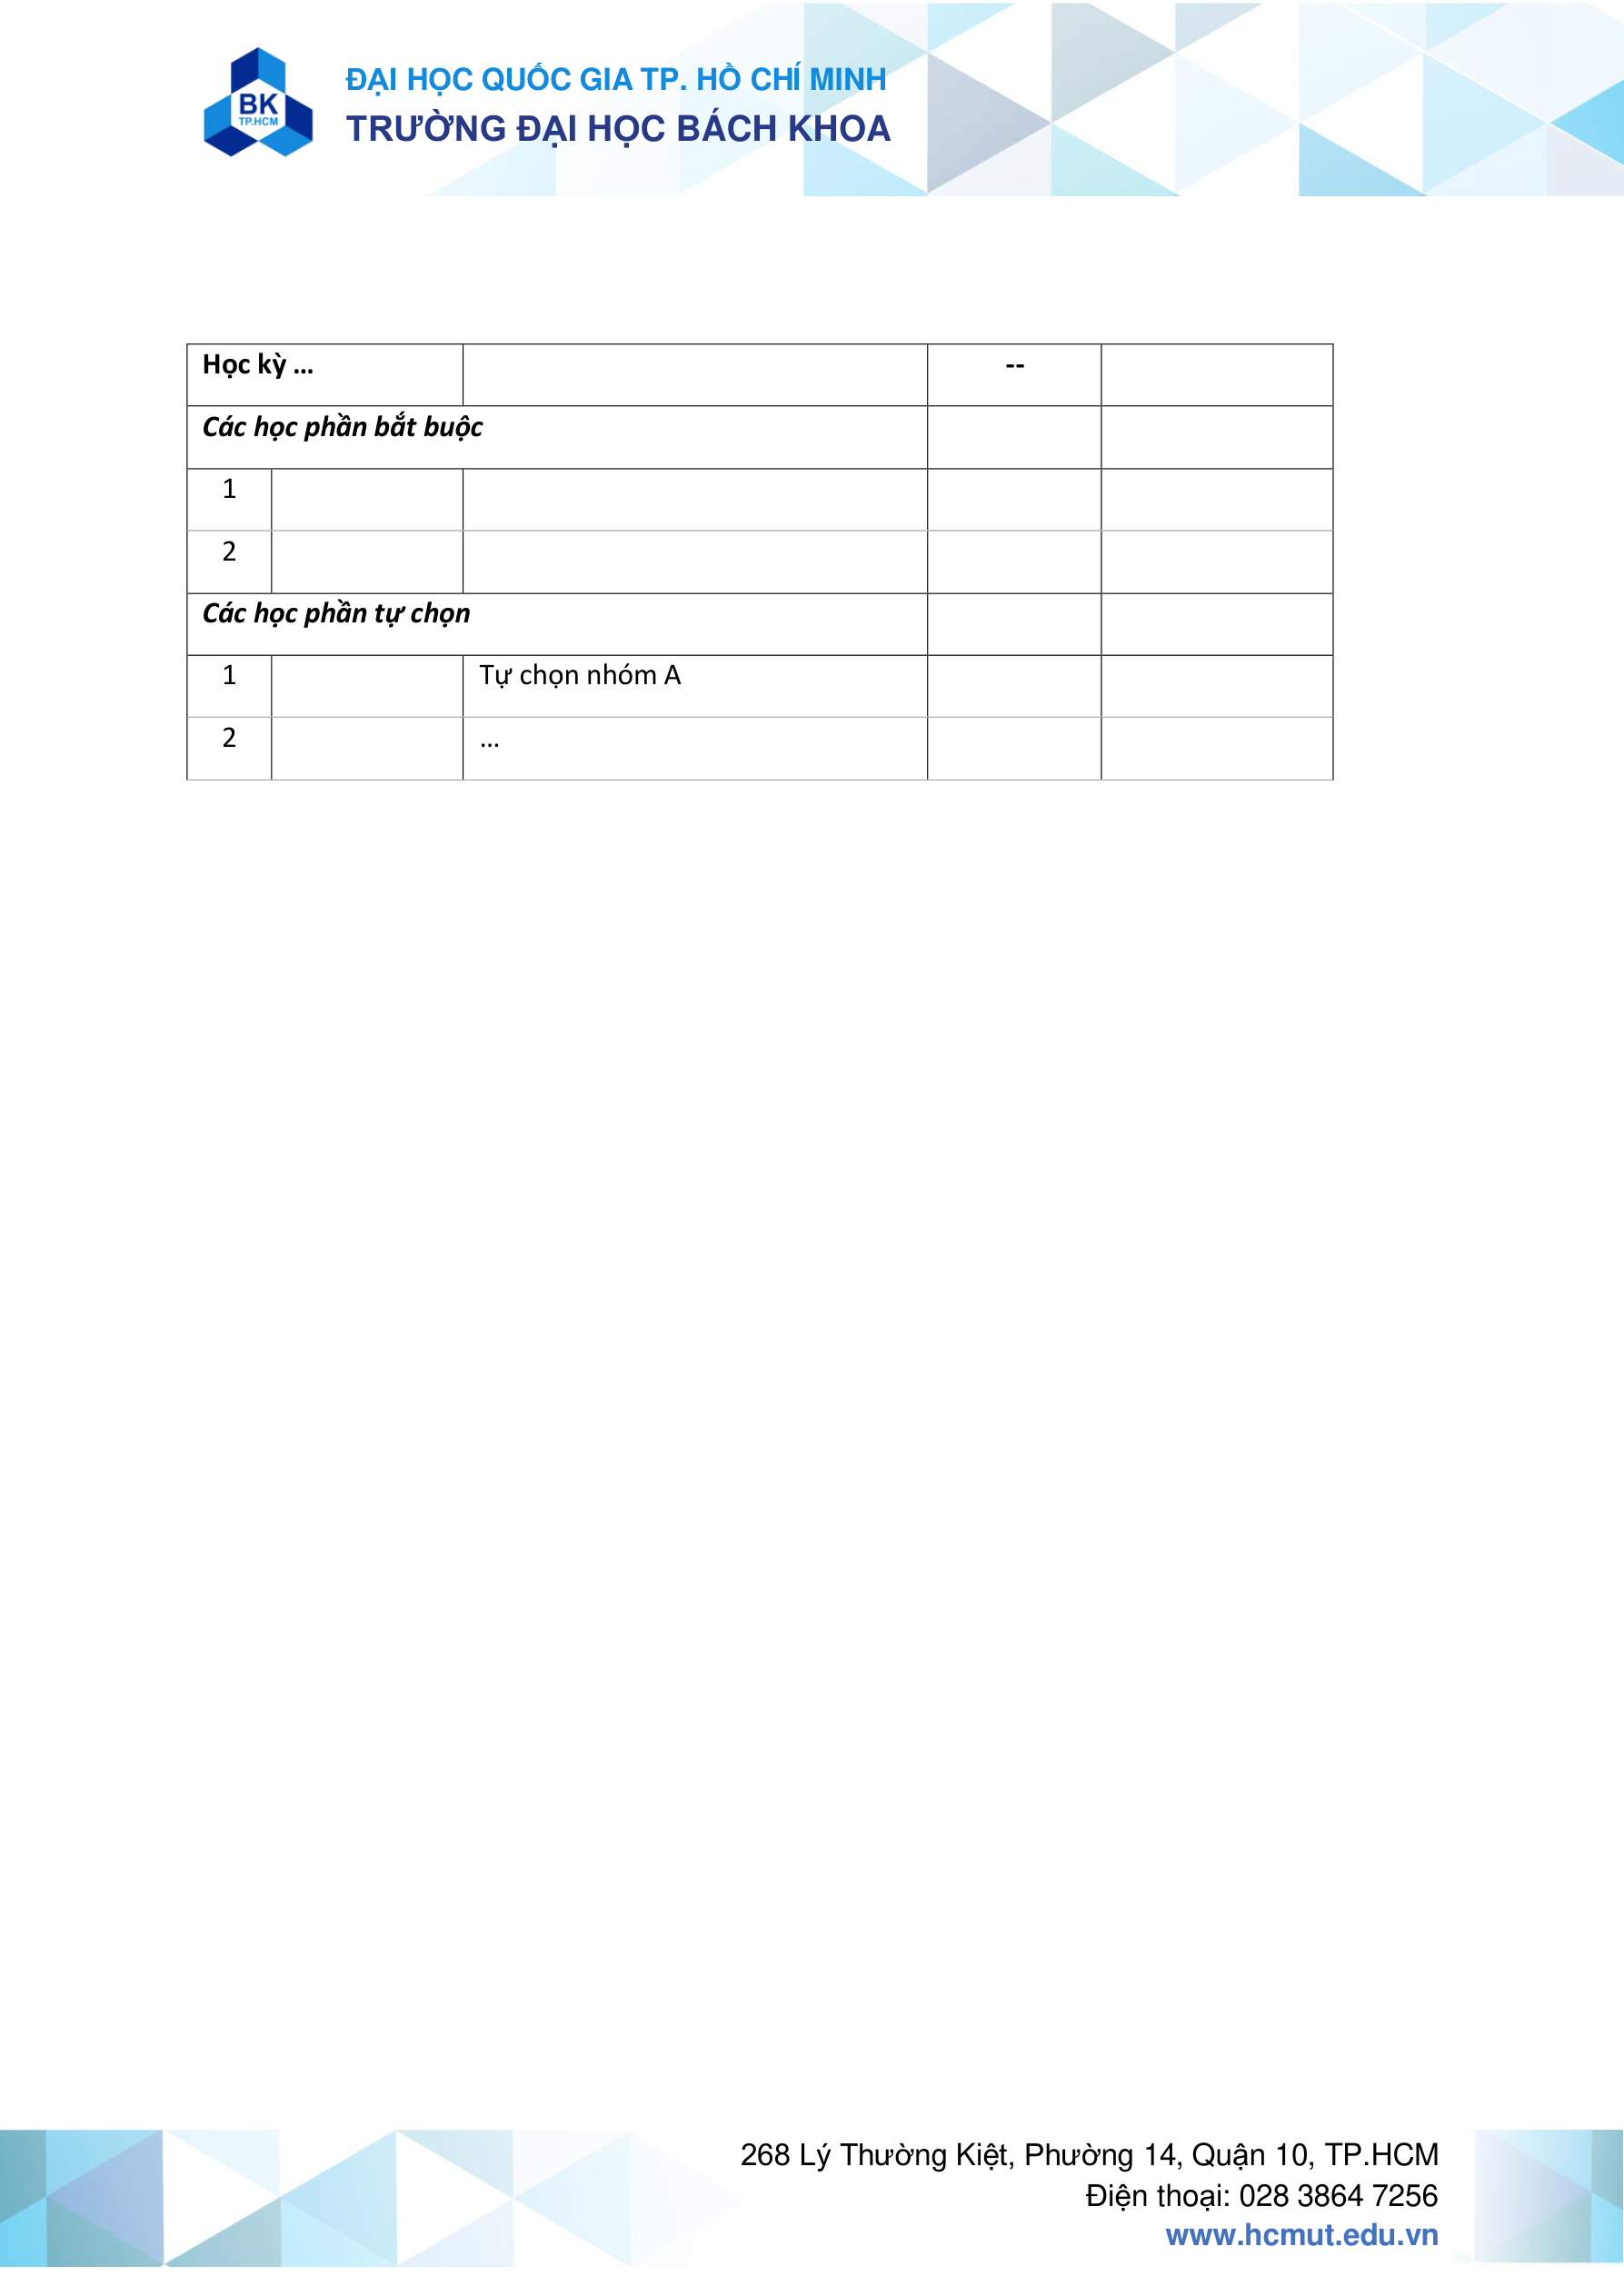 BK
TP.HCM
ĐẠI HỌC QUỐC GIA TP. HỒ CHÍ MINH
TRƯỜNG ĐẠI HỌC BÁCH KHOA
Học kỳ ... --
Các học phần bắt buộc
1
2
Các học phần tự chọn
1 Tự chọn nhóm A
2 ...
268 Lý Thường Kiệt, Phường 14, Quận 10, TP.HCM
Điện thoại: 028 3864 7256
www.hcmut.edu.vn